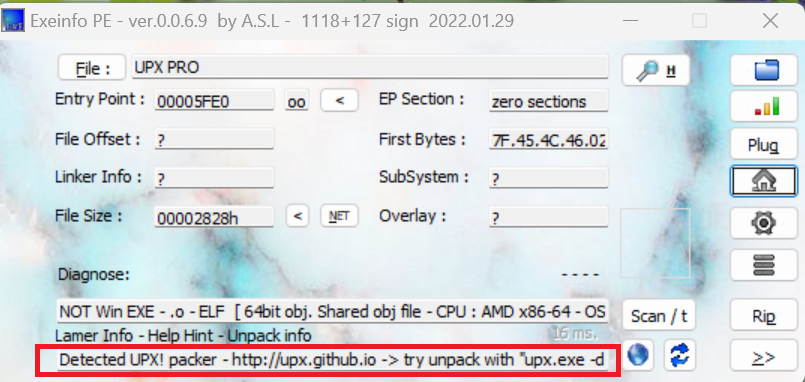 Exeinfo PE - ver.0.0.6.9 by A.S.L - 1118+127 sign 2022.01.29
File : UPX PRO H
Entry Point : 00005FE0 oo < EP Section : zero sections
File Offset : ? First Bytes : 7F.45.4C.46.02 Plug
Linker Info : ? SubSystem : ?
File Size : 00002828h < NET Overlay : ?
Diagnose: ----
NOT Win EXE - .o - ELF [ 64bit obj. Shared obj file - CPU : AMD x86-64 - OS Scan / t Rip
Lamer Info - Help Hint - Unpack info 16 ms.
Detected UPX! packer - http://upx.github.io -> try unpack with "upx.exe -d >>